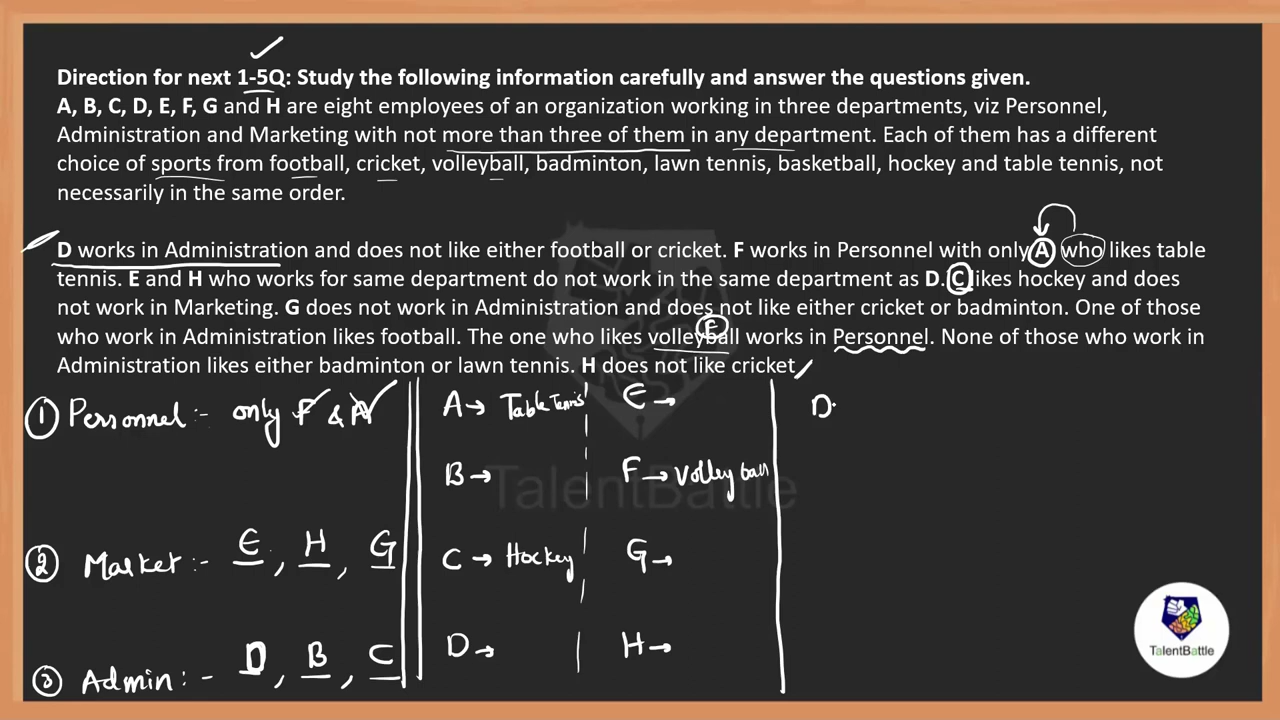 Direction for next 1-5Q: Study the following information carefully and answer the questions given.
A, B, C, D, E, F, G and H are eight employees of an organization working in three departments, viz Personnel,
Administration and Marketing with not more than three of them in any department. Each of them has a different
choice of sports from football, cricket, volleyball, badminton, lawn tennis, basketball, hockey and table tennis, not
necessarily in the same order.
D works in Administration and does not like either football or cricket. F works in Personnel with only A who likes table
tennis. E and H who works for same department do not work in the same department as D. C likes hockey and does
not work in Marketing. G does not work in Administration and does not like either cricket or badminton. One of those
F
who work in Administration likes football. The one who likes volleyball works in Personnel. None of those who work in
Administration likes either badminton or lawn tennis. H does not like cricket
1 Personnel :- only F & A
A → Table Tennis
E →
D.
B →
F → Volley ball
TalentBattle
2 Market :- E, H, G
C → Hockey
G →
D →
H →
3 Admin :- D, B, C
TalentBattle